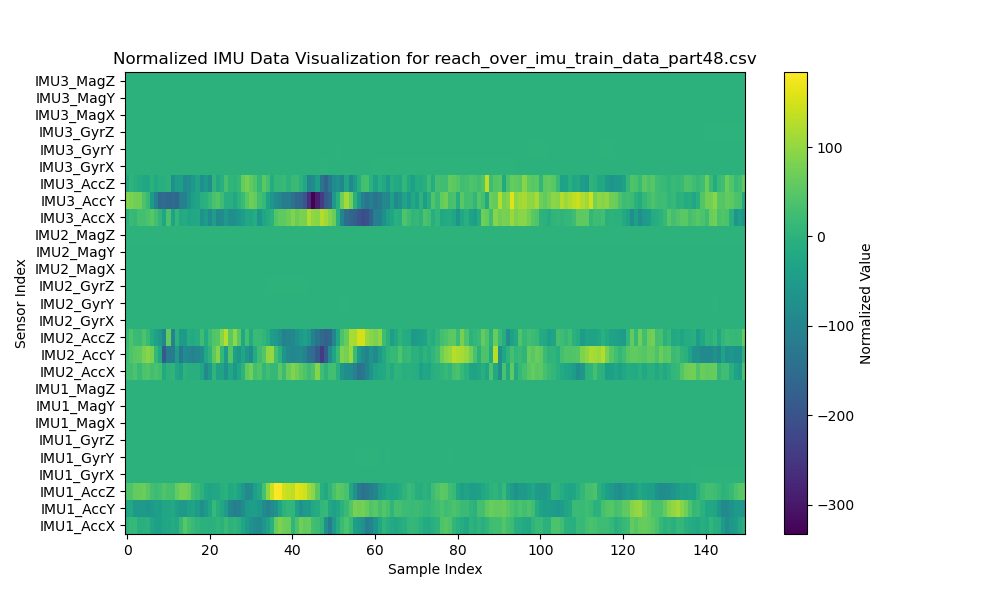 Normalized IMU Data Visualization for reach_over_imu_train_data_part48.csv
IMU3_MagZ
IMU3_MagY
IMU3_MagX
IMU3_GyrZ
IMU3_GyrY
IMU3_GyrX
IMU3_AccZ
IMU3_AccY
IMU3_AccX
IMU2_MagZ
IMU2_MagY
IMU2_MagX
IMU2_GyrZ
IMU2_GyrY
IMU2_GyrX
IMU2_AccZ
IMU2_AccY
IMU2_AccX
IMU1_MagZ
IMU1_MagY
IMU1_MagX
IMU1_GyrZ
IMU1_GyrY
IMU1_GyrX
IMU1_AccZ
IMU1_AccY
IMU1_AccX
Sensor Index
0 20 40 60 80 100 120 140
Sample Index
100
0
−100
−200
−300
Normalized Value